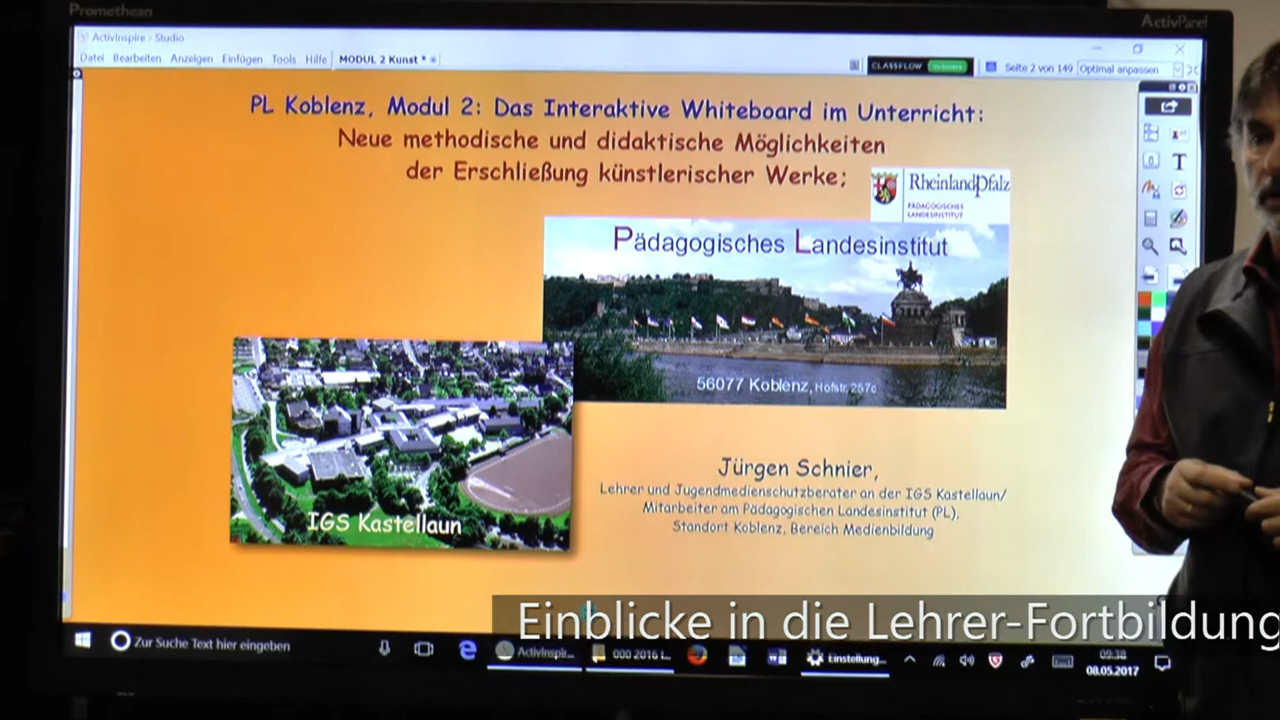 Promethean
ActivPanel
ActivInspire - Studio
Datei Bearbeiten Anzeigen Einfügen Tools Hilfe MODUL 2 Kunst *
CLASSFLOW
Seite 2 von 149 Optimal anpassen
PL Koblenz, Modul 2: Das Interaktive Whiteboard im Unterricht:
Neue methodische und didaktische Möglichkeiten
der Erschließung künstlerischer Werke;
RheinlandPfalz
PÄDAGOGISCHES
LANDESINSTITUT
Pädagogisches Landesinstitut
56077 Koblenz, Hofstr. 257c
IGS Kastellaun
Jürgen Schnier,
Lehrer und Jugendmedienschutzberater an der IGS Kastellaun/
Mitarbeiter am Pädagogischen Landesinstitut (PL),
Standort Koblenz, Bereich Medienbildung
Einblicke in die Lehrer-Fortbildung
Zur Suche Text hier eingeben
ActivInspir...
000 2016 I...
Einstellung...
09:38
08.05.2017